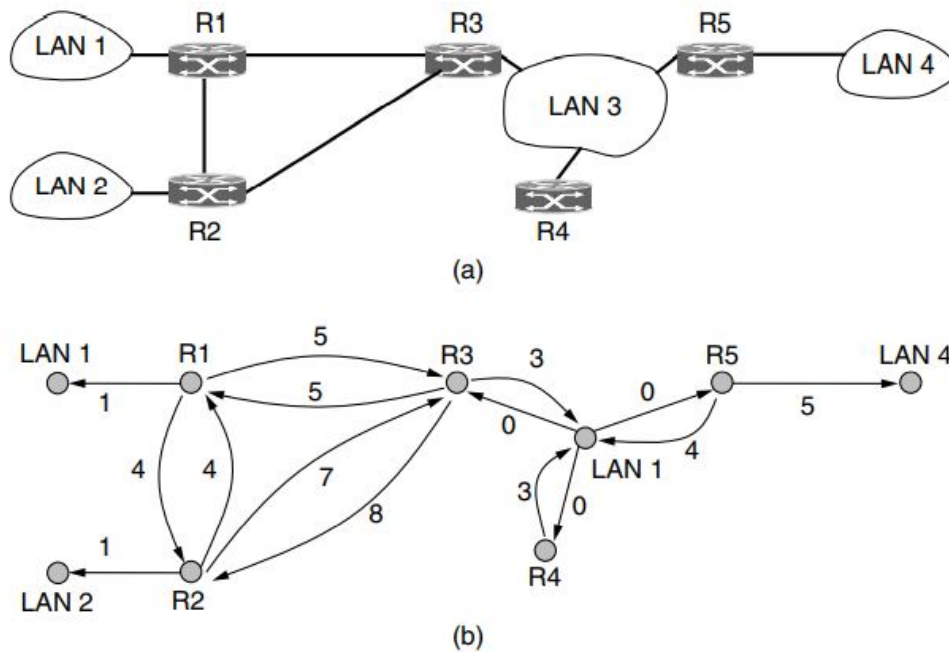 R1 R3 R5
LAN 1
LAN 4
LAN 3
LAN 2
R2 R4
(a)
LAN 1 R1 5 R3 3 R5 LAN 4
1 5 0 0 5
4 4 7 8 3 0 4
LAN 1
1
LAN 2 R2 R4
(b)